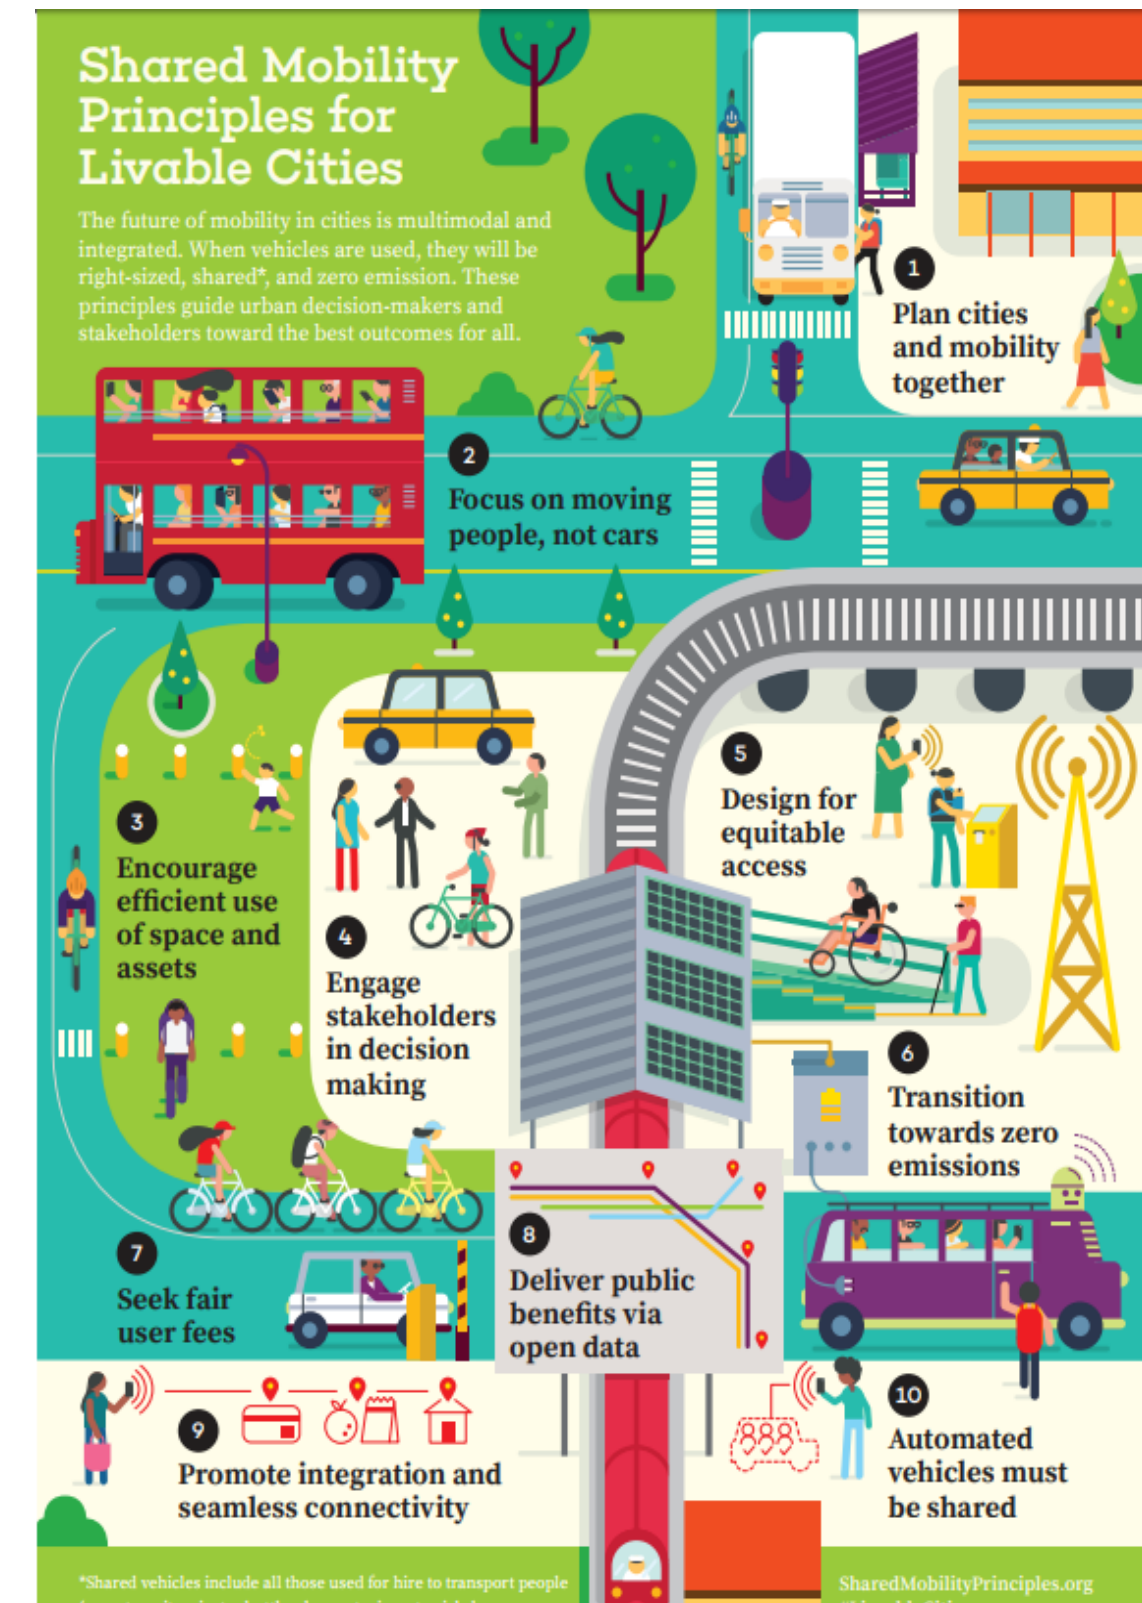 Shared Mobility
Principles for
Livable Cities
The future of mobility in cities is multimodal and
integrated. When vehicles are used, they will be
right-sized, shared*, and zero emission. These
principles guide urban decision-makers and
stakeholders toward the best outcomes for all.
1
Plan cities
and mobility
together
2
Focus on moving
people, not cars
3
Encourage
efficient use
of space and
assets
4
Engage
stakeholders
in decision
making
5
Design for
equitable
access
6
Transition
towards zero
emissions
7
Seek fair
user fees
8
Deliver public
benefits via
open data
9
Promote integration and
seamless connectivity
10
Automated
vehicles must
be shared
*Shared vehicles include all those used for hire to transport people
SharedMobilityPrinciples.org